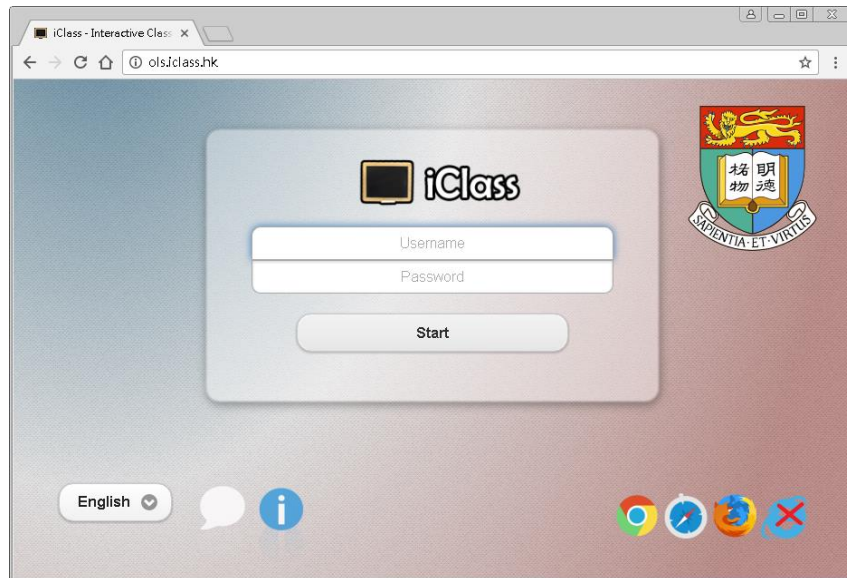 iClass - Interactive Class
ols.iclass.hk
iClass
Username
Password
Start
格物
明德
SAPIENTIA·ET·VIRTUS
English
i